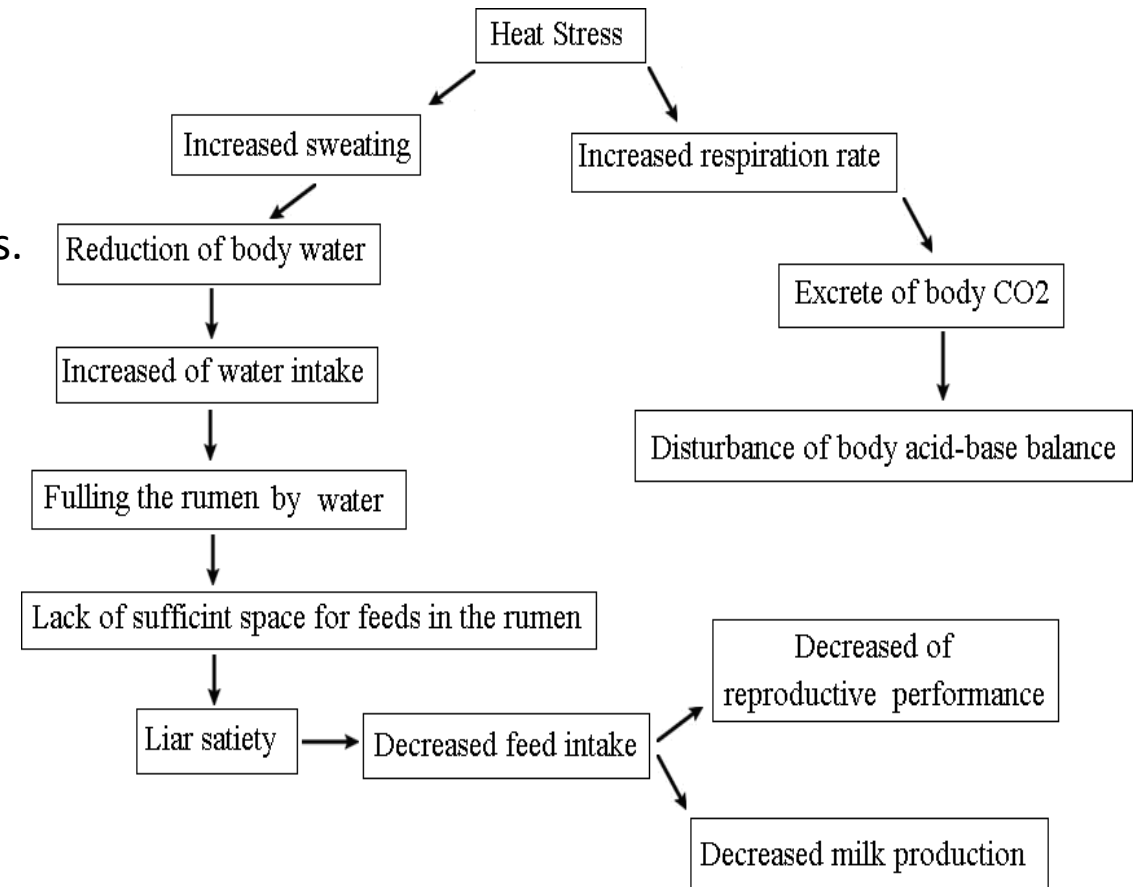 Heat Stress
Increased sweating
Increased respiration rate
s.
Reduction of body water
Excrete of body CO2
Increased of water intake
Disturbance of body acid-base balance
Fulling the rumen by water
Lack of sufficint space for feeds in the rumen
Decreased of
reproductive performance
Liar satiety
Decreased feed intake
Decreased milk production